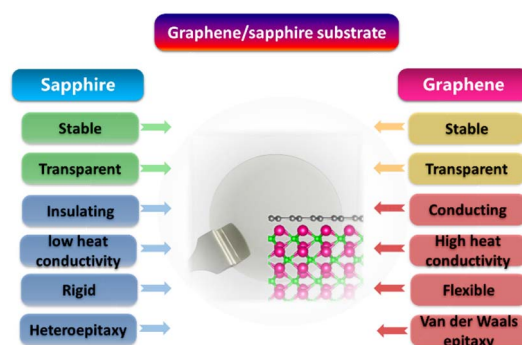 Graphene/sapphire substrate
Sapphire
Graphene
Stable
Stable
Transparent
Transparent
Insulating
Conducting
low heat
conductivity
High heat
conductivity
Rigid
Flexible
Heteroepitaxy
Van der Waals
epitaxy